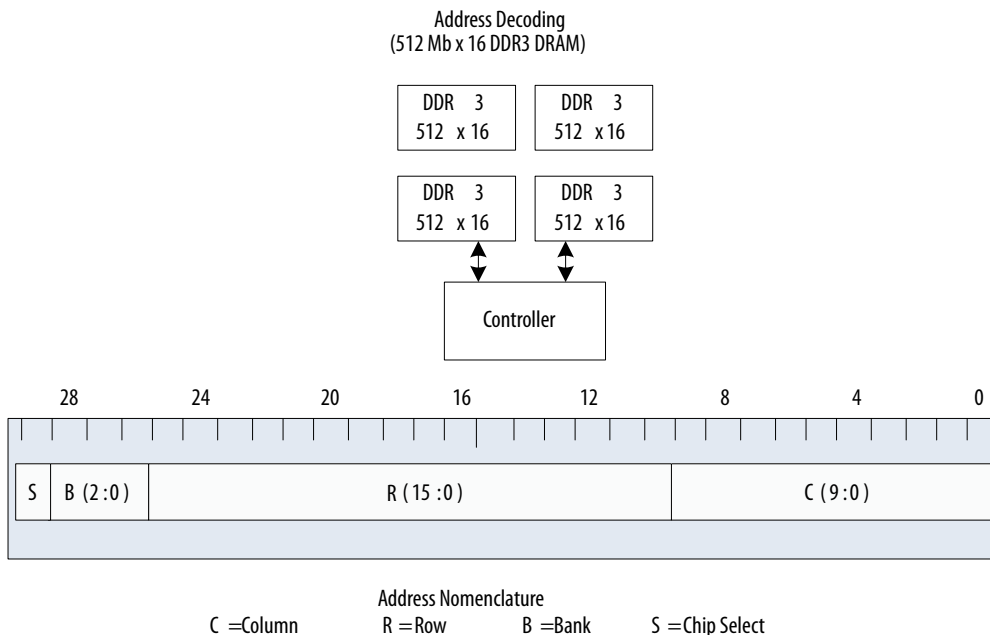 Address Decoding
(512 Mb x 16 DDR3 DRAM)
DDR 3 DDR 3
512 x 16 512 x 16
DDR 3 DDR 3
512 x 16 512 x 16
Controller
28 24 20 16 12 8 4 0
S B (2:0) R (15:0) C (9:0)
Address Nomenclature
C =Column R =Row B =Bank S =Chip Select